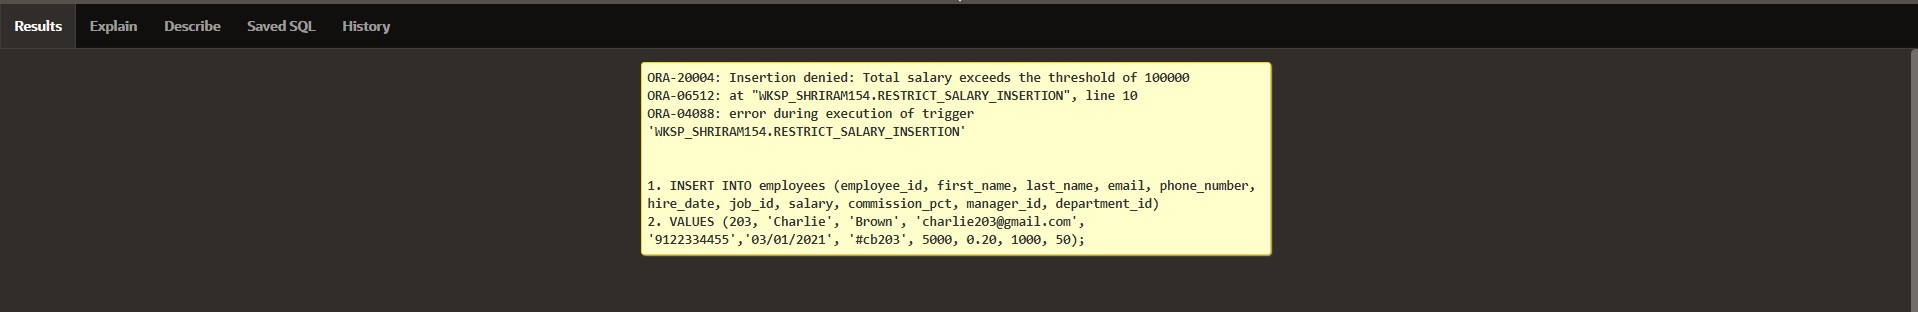 Results Explain Describe Saved SQL History
ORA-20004: Insertion denied: Total salary exceeds the threshold of 100000
ORA-06512: at "WKSP_SHRIRAM154.RESTRICT_SALARY_INSERTION", line 10
ORA-04088: error during execution of trigger
'WKSP_SHRIRAM154.RESTRICT_SALARY_INSERTION'
1. INSERT INTO employees (employee_id, first_name, last_name, email, phone_number,
hire_date, job_id, salary, commission_pct, manager_id, department_id)
2. VALUES (203, 'Charlie', 'Brown', 'charlie203@gmail.com',
'9122334455','03/01/2021', '#cb203', 5000, 0.20, 1000, 50);